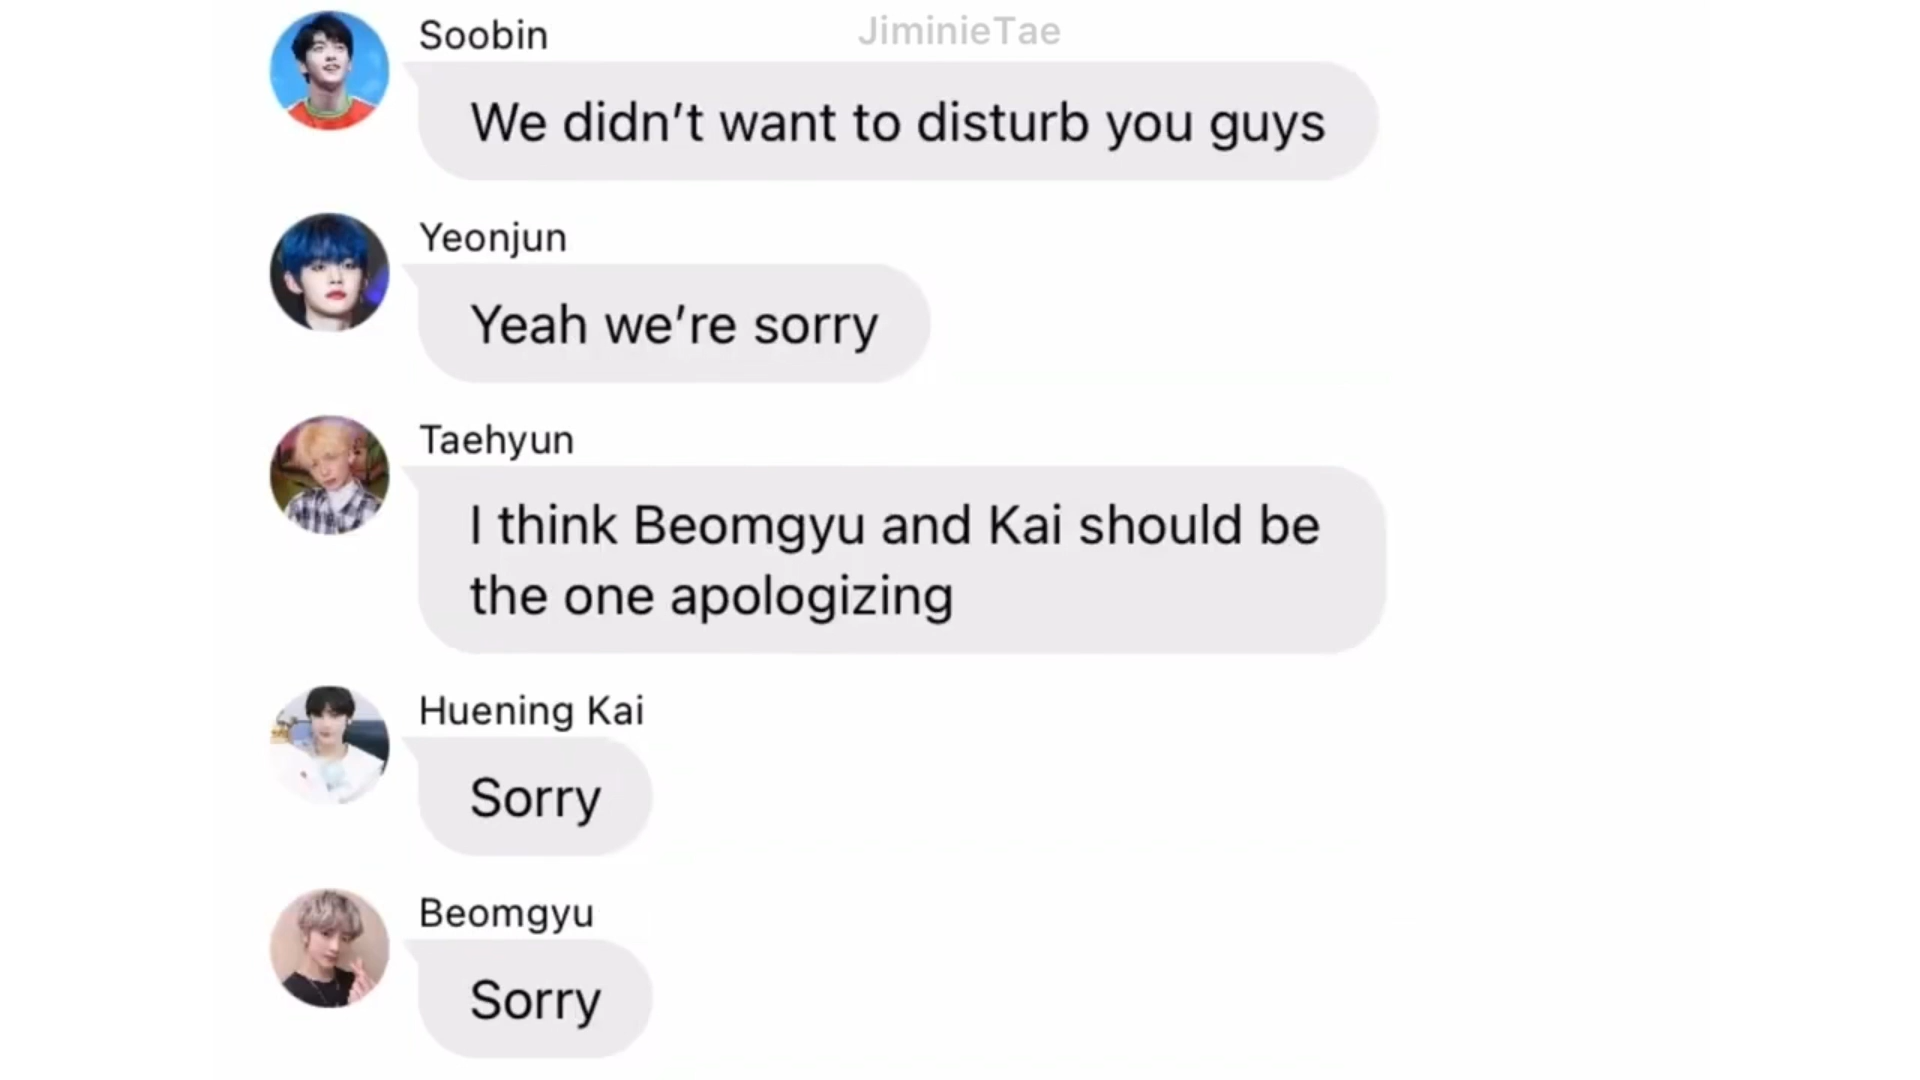 JiminieTae
Soobin
We didn’t want to disturb you guys
Yeonjun
Yeah we’re sorry
Taehyun
I think Beomgyu and Kai should be
the one apologizing
Huening Kai
Sorry
Beomgyu
Sorry